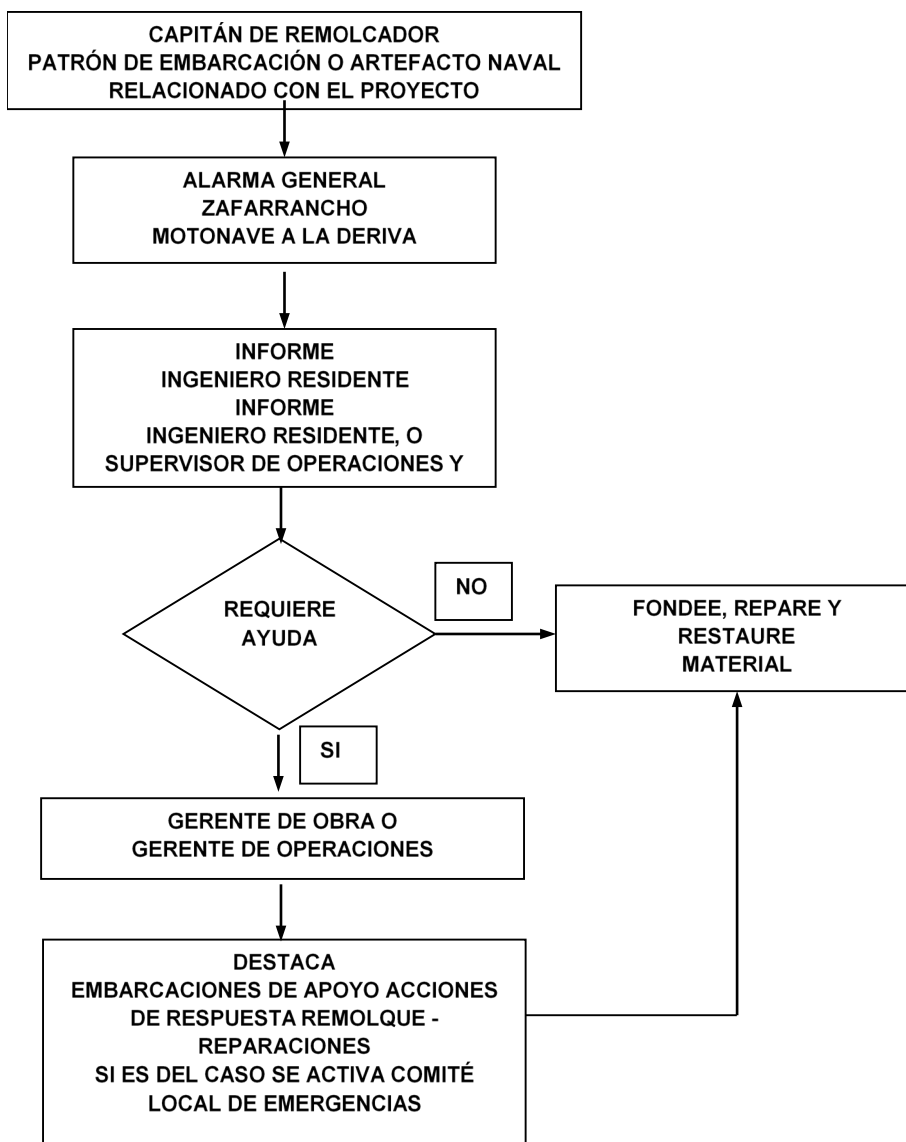 CAPITÁN DE REMOLCADOR
PATRÓN DE EMBARCACIÓN O ARTEFACTO NAVAL
RELACIONADO CON EL PROYECTO
ALARMA GENERAL
ZAFARRANCHO
MOTONAVE A LA DERIVA
INFORME
INGENIERO RESIDENTE
INFORME
INGENIERO RESIDENTE, O
SUPERVISOR DE OPERACIONES Y
REQUIERE
AYUDA
NO
FONDEE, REPARE Y
RESTAURE
MATERIAL
SI
GERENTE DE OBRA O
GERENTE DE OPERACIONES
DESTACA
EMBARCACIONES DE APOYO ACCIONES
DE RESPUESTA REMOLQUE -
REPARACIONES
SI ES DEL CASO SE ACTIVA COMITÉ
LOCAL DE EMERGENCIAS